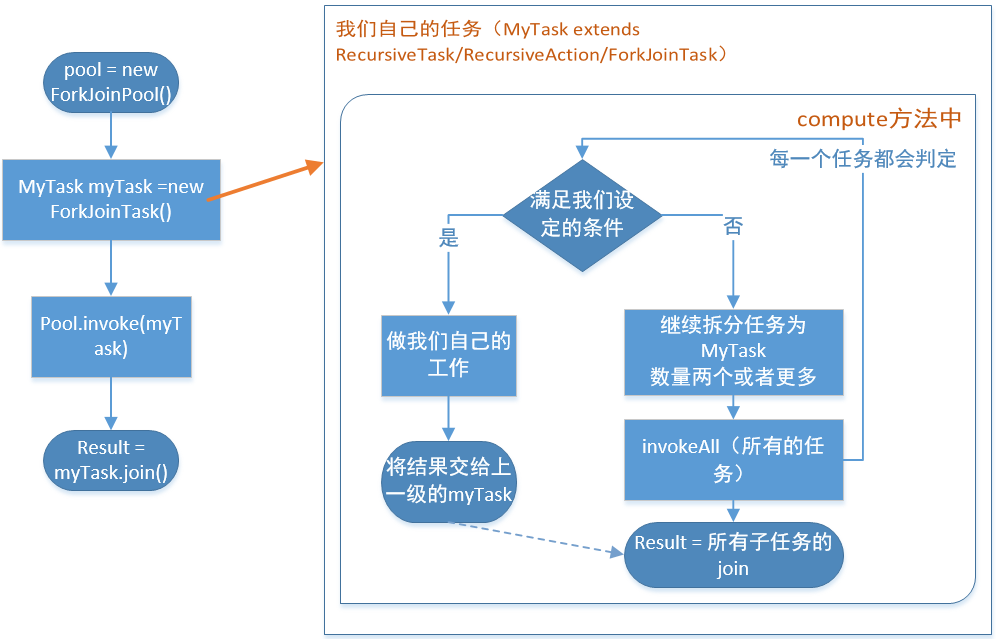 pool = new
ForkJoinPool()
MyTask myTask =new
ForkJoinTask()
Pool.invoke(myT
ask)
Result =
myTask.join()
我们自己的任务（MyTask extends
RecursiveTask/RecursiveAction/ForkJoinTask）
compute方法中
每一个任务都会判定
满足我们设
定的条件
是
否
做我们自己的
工作
将结果交给上
一级的myTask
继续拆分任务为
MyTask
数量两个或者更多
invokeAll（所有的任
务）
Result = 所有子任务的
join